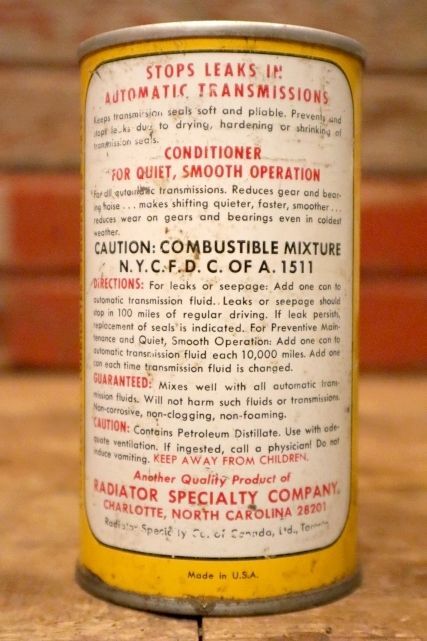 STOPS LEAKS IN
AUTOMATIC TRANSMISSIONS
Keeps transmission seals soft and pliable. Prevents and
stops leaks due to drying, hardening or shrinking of
transmission seals.
CONDITIONER
FOR QUIET, SMOOTH OPERATION
For all automatic transmissions. Reduces gear and bear-
ing noise . . . makes shifting quieter, faster, smoother . . .
reduces wear on gears and bearings even in coldest
weather.
CAUTION: COMBUSTIBLE MIXTURE
N.Y.C.F.D. C. OF A. 1511
DIRECTIONS: For leaks or seepage: Add one can to
automatic transmission fluid. Leaks or seepage should
stop in 100 miles of regular driving. If leak persists,
replacement of seals is indicated. For Preventive Main-
tenance and Quiet, Smooth Operation: Add one can to
automatic transmission fluid each 10,000 miles. Add one
can each time transmission fluid is changed.
GUARANTEED: Mixes well with all automatic trans-
mission fluids. Will not harm such fluids or transmissions.
Non-corrosive, non-clogging, non-foaming.
CAUTION: Contains Petroleum Distillate. Use with ade-
quate ventilation. If ingested, call a physician! Do not
induce vomiting. KEEP AWAY FROM CHILDREN.
Another Quality Product of
RADIATOR SPECIALTY COMPANY
CHARLOTTE, NORTH CAROLINA 28201
Radiator Specialty Co. of Canada, Ltd., Toronto
Made in U.S.A.